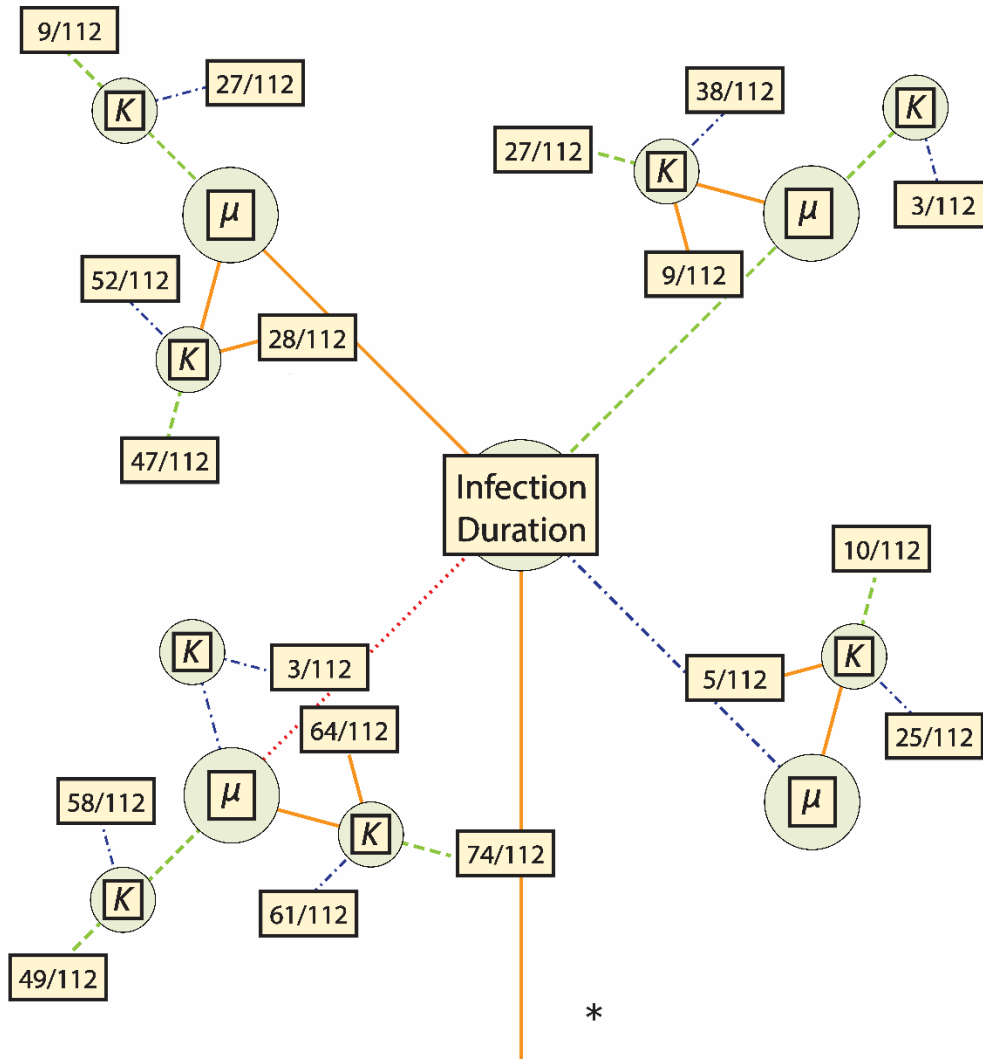 9/112
K
27/112
μ
52/112
K
28/112
47/112
38/112
K
27/112
K
μ
3/112
9/112
Infection
Duration
10/112
K
5/112
25/112
μ
K
3/112
64/112
μ
58/112
K
74/112
K
61/112
49/112
*